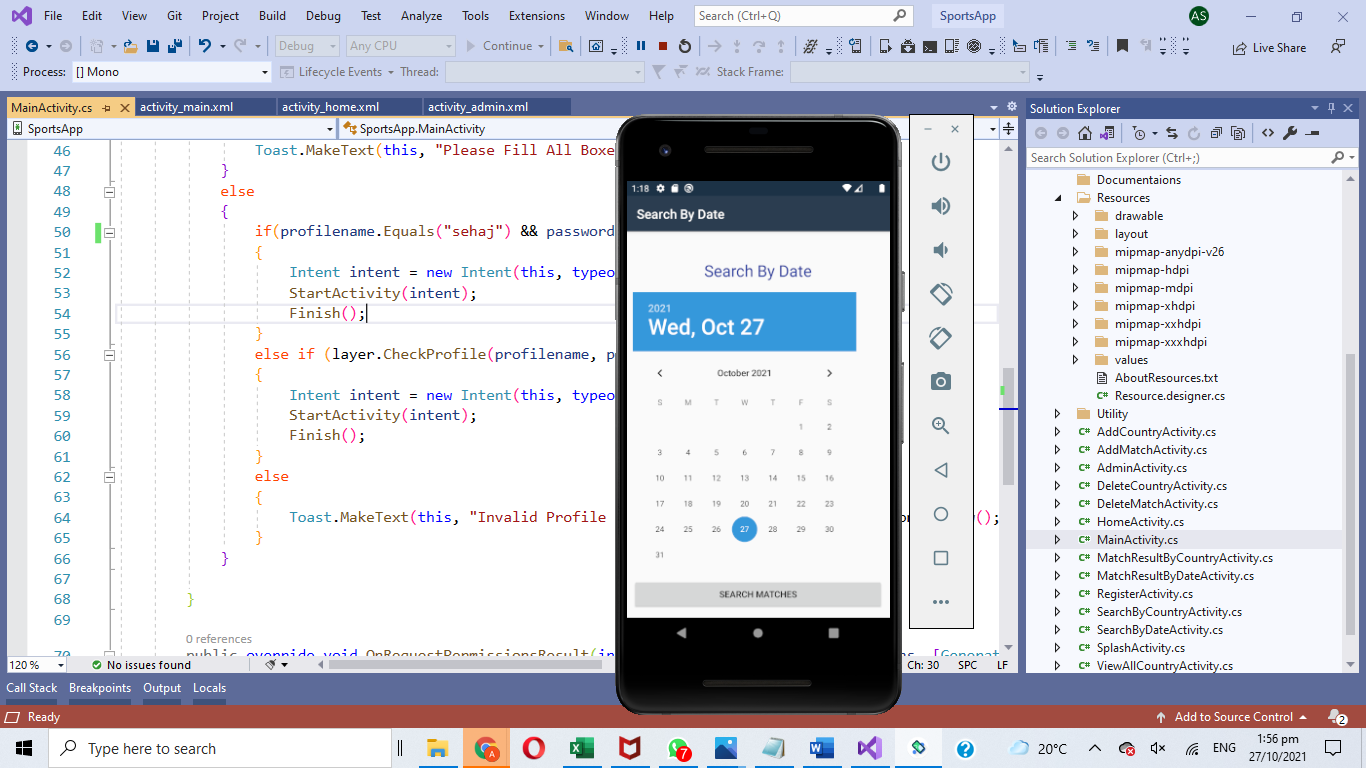 File Edit View Git Project Build Debug Test Analyze Tools Extensions Window Help Search (Ctrl+Q) SportsApp AS
Debug Any CPU Continue Live Share
Process: [] Mono Lifecycle Events Thread: Stack Frame:
MainActivity.cs activity_main.xml activity_home.xml activity_admin.xml
SportsApp SportsApp.MainActivity
46 Toast.MakeText(this, "Please Fill All Boxe
47 }
48 else
49 {
50 if(profilename.Equals("sehaj") && password
51 {
52 Intent intent = new Intent(this, typeo
53 StartActivity(intent);
54 Finish();
55 }
56 else if (layer.CheckProfile(profilename, p
57 {
58 Intent intent = new Intent(this, typeo
59 StartActivity(intent);
60 Finish();
61 }
62 else
63 {
64 Toast.MakeText(this, "Invalid Profile
65 }
66 }
67
68 }
69
0 references
70 public override void OnRequestPermissionsResult(in
120 % No issues found Ch: 30 SPC LF
1:18
Search By Date
Search By Date
2021
Wed, Oct 27
October 2021
S M T W T F S
1 2
3 4 5 6 7 8 9
10 11 12 13 14 15 16
17 18 19 20 21 22 23
24 25 26 27 28 29 30
31
SEARCH MATCHES
Solution Explorer
Search Solution Explorer (Ctrl+;)
Documentaions
Resources
drawable
layout
mipmap-anydpi-v26
mipmap-hdpi
mipmap-mdpi
mipmap-xhdpi
mipmap-xxhdpi
mipmap-xxxhdpi
values
AboutResources.txt
C# Resource.designer.cs
Utility
C# AddCountryActivity.cs
C# AddMatchActivity.cs
C# AdminActivity.cs
C# DeleteCountryActivity.cs
C# DeleteMatchActivity.cs
C# HomeActivity.cs
C# MainActivity.cs
C# MatchResultByCountryActivity.cs
C# MatchResultByDateActivity.cs
C# RegisterActivity.cs
C# SearchByCountryActivity.cs
C# SearchByDateActivity.cs
C# SplashActivity.cs
C# ViewAllCountryActivity.cs
Call Stack Breakpoints Output Locals
Ready Add to Source Control 2
Type here to search 7 20°C ENG 1:56 pm
27/10/2021